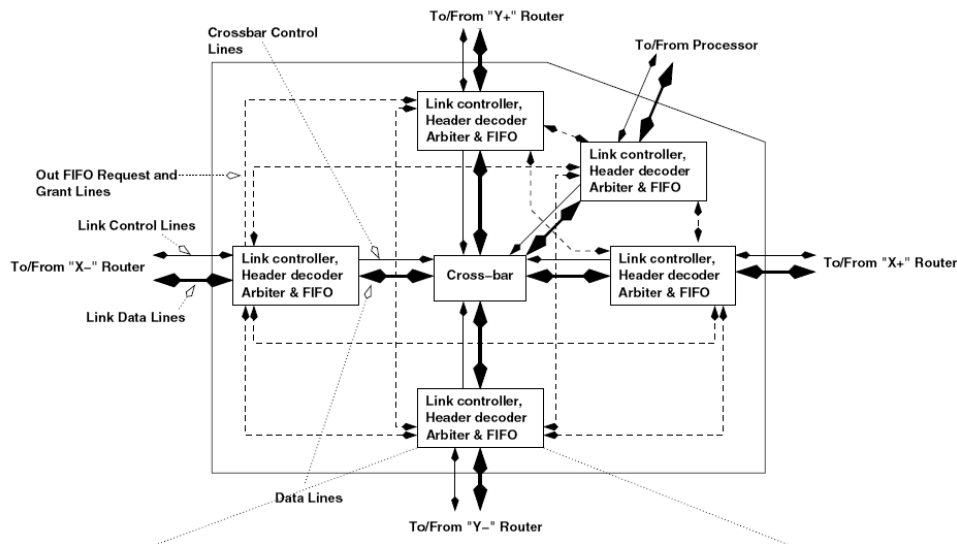 To/From "Y+" Router
Crossbar Control
Lines
To/From Processor
Link controller,
Header decoder
Arbiter & FIFO
Link controller,
Header decoder
Arbiter & FIFO
Out FIFO Request and
Grant Lines
Link Control Lines
To/From "X−" Router
Link controller,
Header decoder
Arbiter & FIFO
Cross−bar
Link controller,
Header decoder
Arbiter & FIFO
To/From "X+" Router
Link Data Lines
Link controller,
Header decoder
Arbiter & FIFO
Data Lines
To/From "Y−" Router